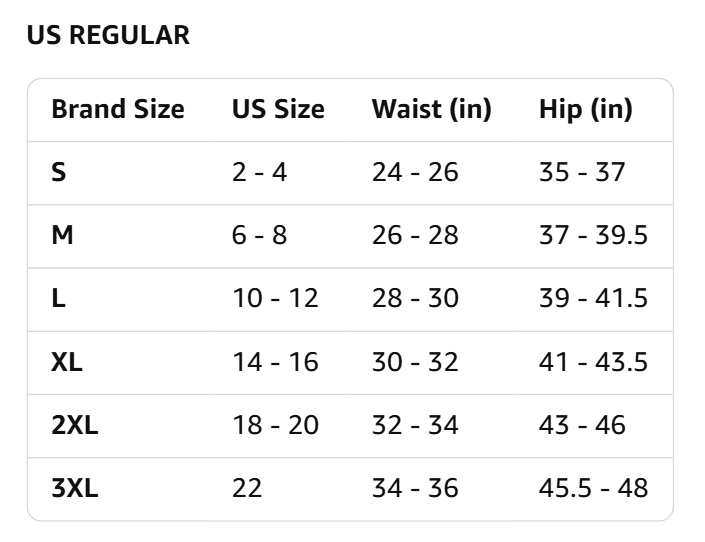 US REGULAR
Brand Size US Size Waist (in) Hip (in)
S 2 - 4 24 - 26 35 - 37
M 6 - 8 26 - 28 37 - 39.5
L 10 - 12 28 - 30 39 - 41.5
XL 14 - 16 30 - 32 41 - 43.5
2XL 18 - 20 32 - 34 43 - 46
3XL 22 34 - 36 45.5 - 48